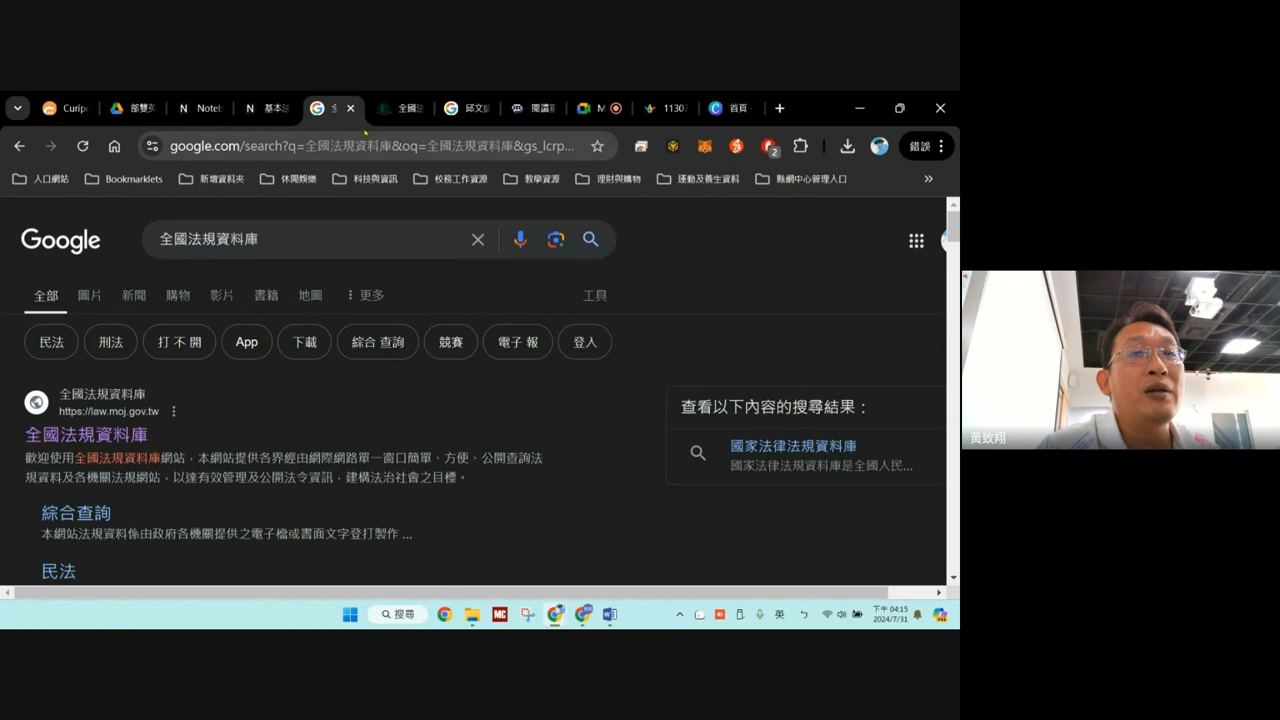 Curip
部雙英
Notel
基本法
全國法
邱文盛
閱讀重
M
1130
首頁
google.com/search?q=全國法規資料庫&oq=全國法規資料庫&gs_lcrp...
2
錯誤
人口網站
Bookmarklets
新增資料夾
休閒娛樂
科技與資訊
校務工作資源
教學資源
理財與購物
運動及養生資料
縣網中心管理入口
»
Google
全國法規資料庫
全部
圖片
新聞
購物
影片
書籍
地圖
更多
工具
民法
刑法
打 不 開
App
下載
綜合 查詢
競賽
電子 報
登入
全國法規資料庫
https://law.moj.gov.tw
全國法規資料庫
歡迎使用全國法規資料庫網站，本網站提供各界經由網際網路單一窗口簡單、方便、公開查詢法
規資料及各機關法規網站，以達有效管理及公開法令資訊，建構法治社會之目標。
綜合查詢
本網站法規資料係由政府各機關提供之電子檔或書面文字登打製作 ...
民法
查看以下內容的搜尋結果：
國家法律法規資料庫
國家法律法規資料庫是全國人民...
黃致翔
搜尋
MC
英
ㄅ
下午 04:15
2024/7/31